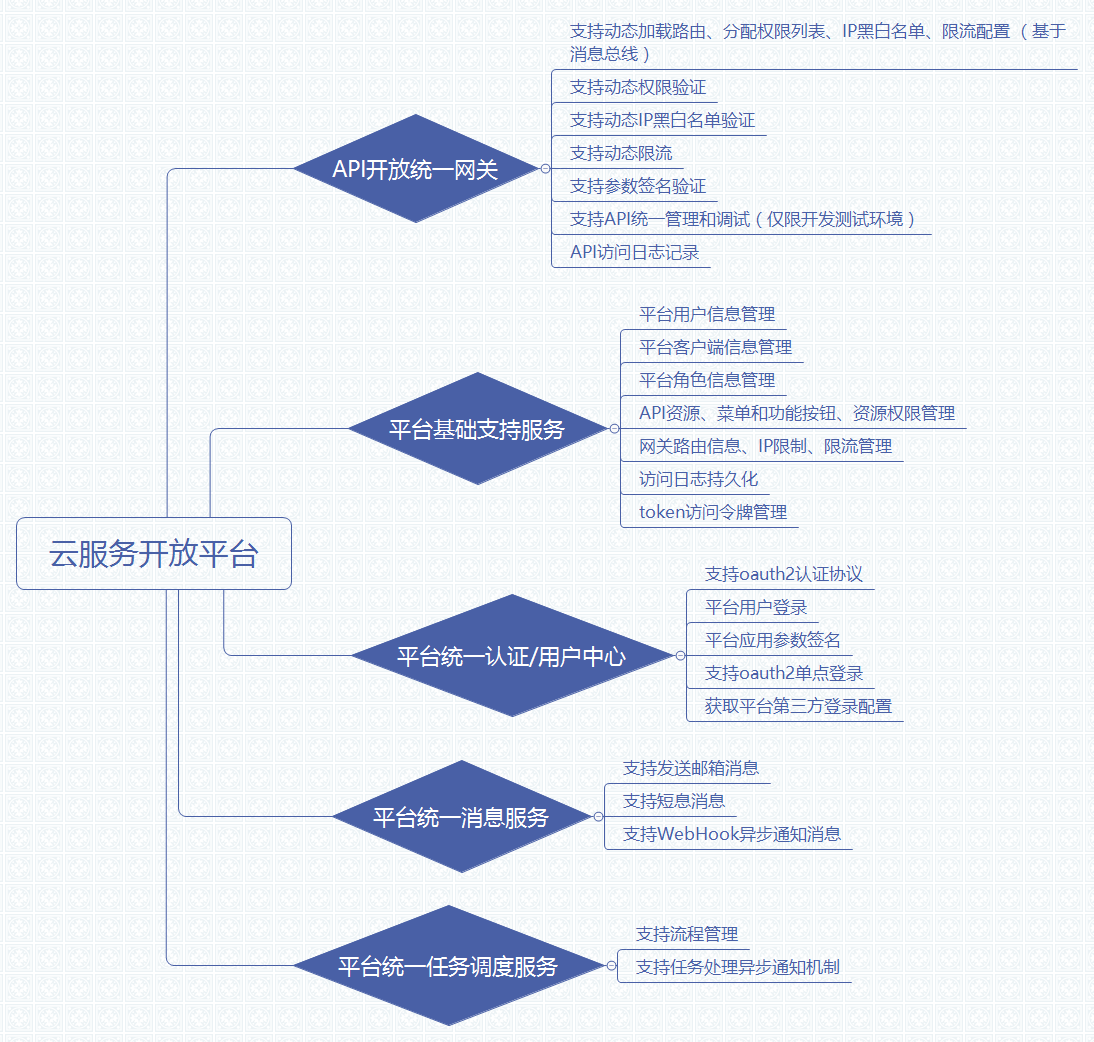 支持动态加载路由、分配权限列表、IP黑白名单、限流配置（基于
消息总线）
支持动态权限验证
支持动态IP黑白名单验证
API开放统一网关
支持动态限流
支持参数签名验证
支持API统一管理和调试（仅限开发测试环境）
API访问日志记录
平台用户信息管理
平台客户端信息管理
平台角色信息管理
平台基础支持服务
API资源、菜单和功能按钮、资源权限管理
网关路由信息、IP限制、限流管理
访问日志持久化
token访问令牌管理
云服务开放平台
支持oauth2认证协议
平台用户登录
平台统一认证/用户中心
平台应用参数签名
支持oauth2单点登录
获取平台第三方登录配置
支持发送邮箱消息
平台统一消息服务
支持短息消息
支持WebHook异步通知消息
支持流程管理
平台统一任务调度服务
支持任务处理异步通知机制